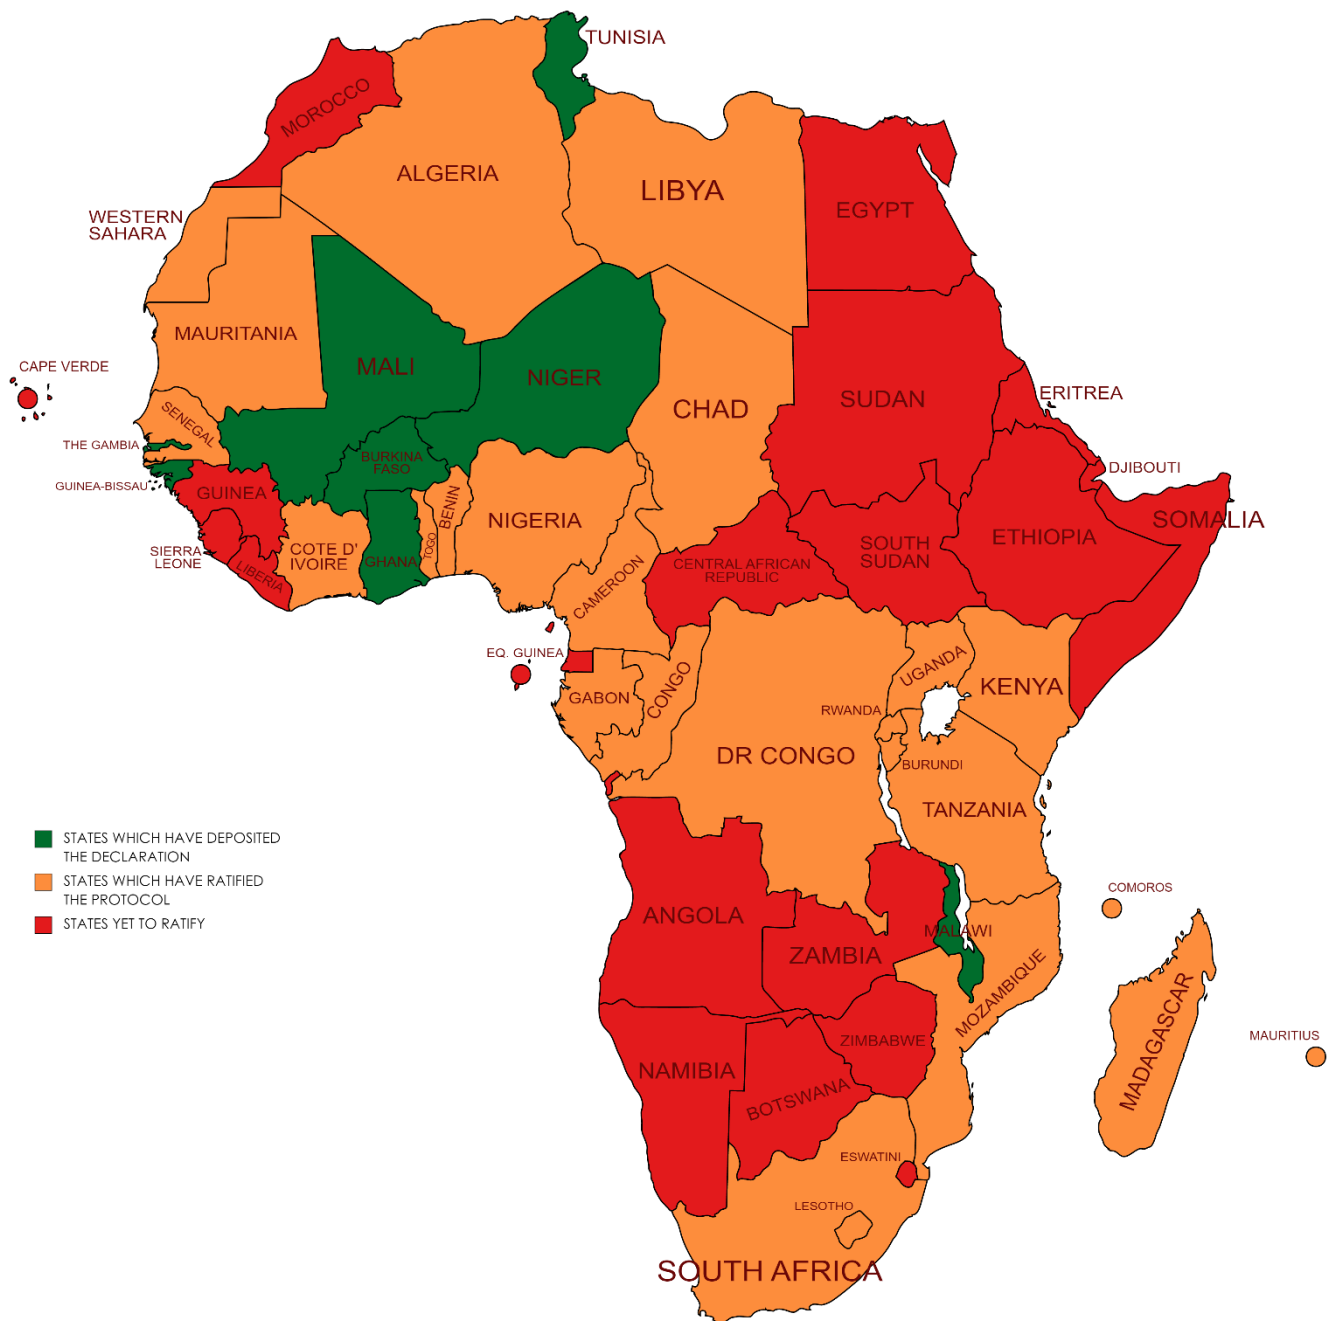 TUNISIA
MOROCCO
ALGERIA
LIBYA
EGYPT
WESTERN
SAHARA
MAURITANIA
MALI
NIGER
CHAD
SUDAN
ERITREA
CAPE VERDE
SENEGAL
THE GAMBIA
BURKINA
FASO
DJIBOUTI
GUINEA-BISSAU
GUINEA
BENIN
NIGERIA
SOMALIA
ETHIOPIA
SOUTH
SUDAN
SIERRA
LEONE
LIBERIA
COTE D'
IVOIRE
GHANA
TOGO
CAMEROON
CENTRAL AFRICAN
REPUBLIC
EQ. GUINEA
GABON
CONGO
UGANDA
KENYA
RWANDA
DR CONGO
BURUNDI
TANZANIA
STATES WHICH HAVE DEPOSITED
THE DECLARATION
STATES WHICH HAVE RATIFIED
THE PROTOCOL
STATES YET TO RATIFY
COMOROS
ANGOLA
MALAWI
ZAMBIA
MOZAMBIQUE
MADAGASCAR
MAURITIUS
ZIMBABWE
NAMIBIA
BOTSWANA
ESWATINI
LESOTHO
SOUTH AFRICA